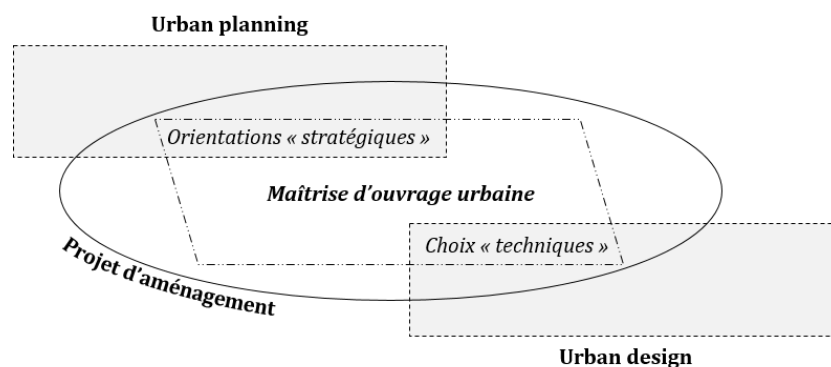 Urban planning
Orientations « stratégiques »
Maîtrise d’ouvrage urbaine
Choix « techniques »
Projet d’aménagement
Urban design